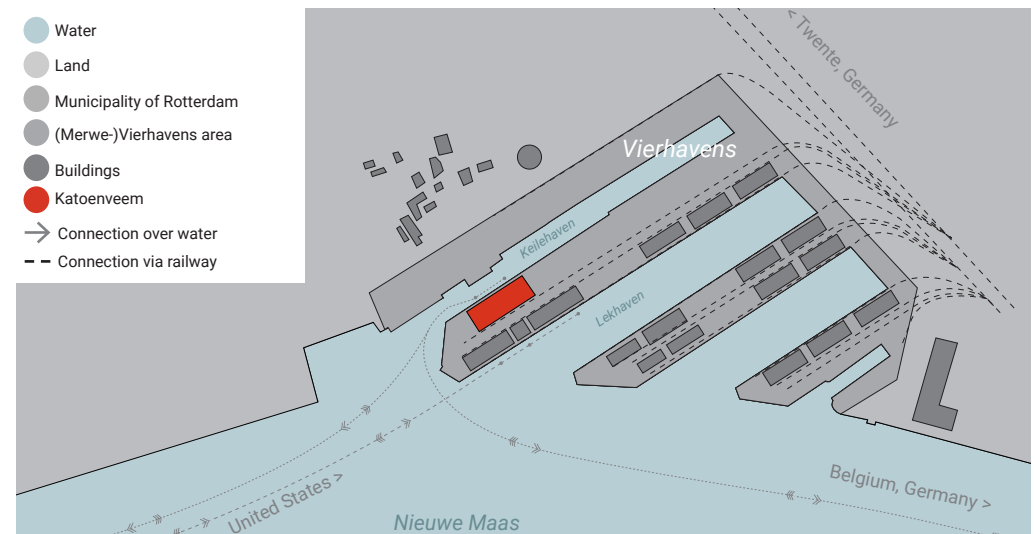 Water
Land
Municipality of Rotterdam
(Merwe-)Vierhavens area
Buildings
Katoenveem
Connection over water
Connection via railway
< Twente, Germany
Vierhavens
Keilehaven
Lekhaven
United States >
Belgium, Germany >
Nieuwe Maas